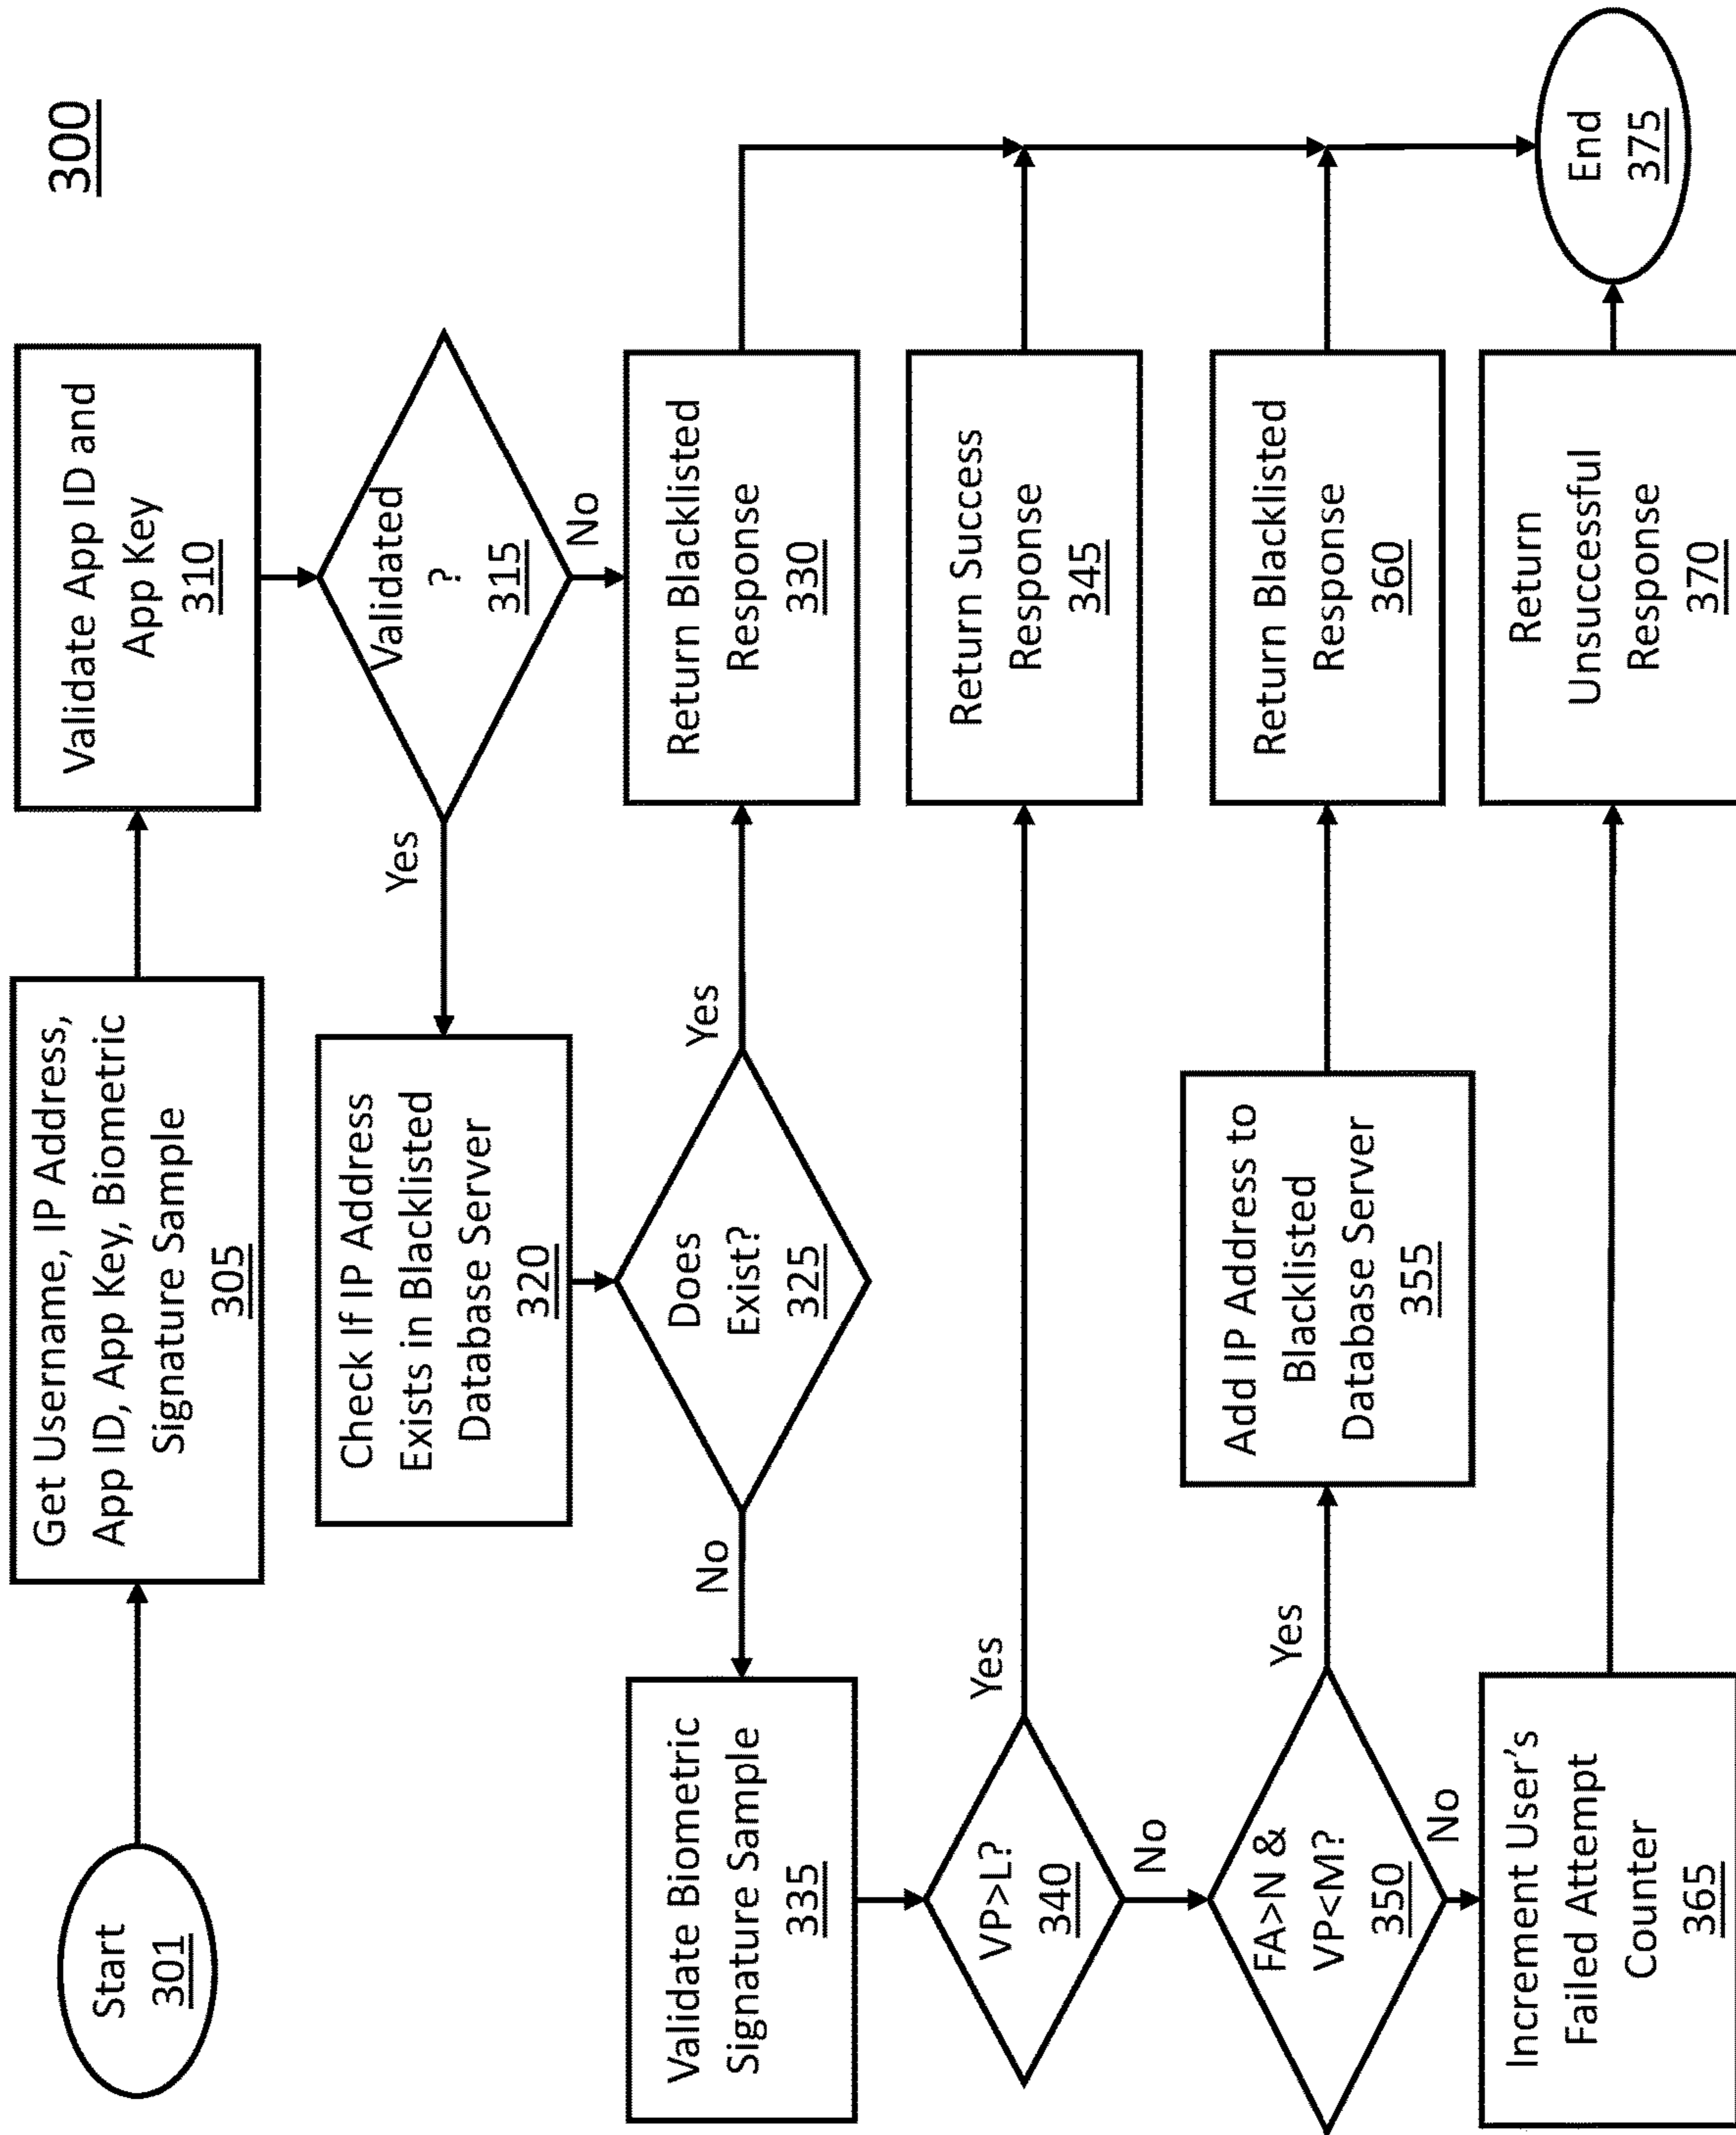 300
Start
301
Get Username, IP Address,
App ID, App Key, Biometric
Signature Sample
305
Validate App ID and
App Key
310
Validated
?
315
Yes
No
Check If IP Address
Exists in Blacklisted
Database Server
320
Does
Exist?
325
Yes
No
Return Blacklisted
Response
330
Validate Biometric
Signature Sample
335
VP>L?
340
Yes
No
Return Success
Response
345
FA>N &
VP<M?
350
Yes
No
Add IP Address to
Blacklisted
Database Server
355
Return Blacklisted
Response
360
Increment User's
Failed Attempt
Counter
365
Return
Unsuccessful
Response
370
End
375